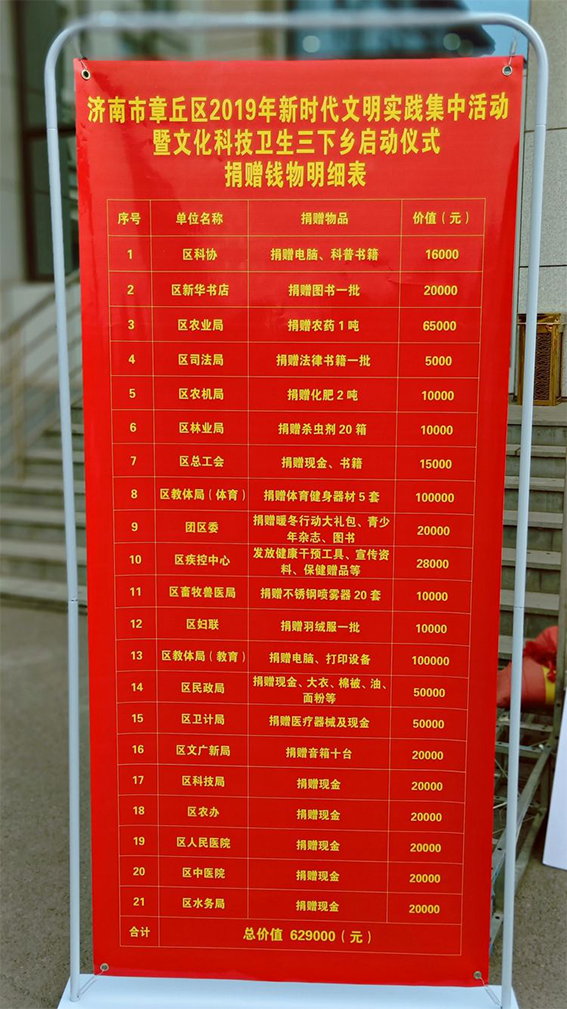 济南市章丘区2019年新时代文明实践集中活动
暨文化科技卫生三下乡启动仪式
捐赠钱物明细表
序号 单位名称 捐赠物品 价值（元）
1 区科协 捐赠电脑、科普书籍 16000
2 区新华书店 捐赠图书一批 20000
3 区农业局 捐赠农药1吨 65000
4 区司法局 捐赠法律书籍一批 5000
5 区农机局 捐赠化肥2吨 10000
6 区林业局 捐赠杀虫剂20箱 10000
7 区总工会 捐赠现金、书籍 15000
8 区教体局（体育） 捐赠体育健身器材5套 100000
9 团区委 捐赠暖冬行动大礼包、青少
年杂志、图书 20000
10 区疾控中心 发放健康干预工具、宣传资
料、保健赠品等 28000
11 区畜牧兽医局 捐赠不锈钢喷雾器20套 10000
12 区妇联 捐赠羽绒服一批 10000
13 区教体局（教育） 捐赠电脑、打印设备 100000
14 区民政局 捐赠现金、大衣、棉被、油、
面粉等 50000
15 区卫计局 捐赠医疗器械及现金 50000
16 区文广新局 捐赠音箱十台 20000
17 区科技局 捐赠现金 20000
18 区农办 捐赠现金 20000
19 区人民医院 捐赠现金 20000
20 区中医院 捐赠现金 20000
21 区水务局 捐赠现金 20000
合计 总价值 629000（元）